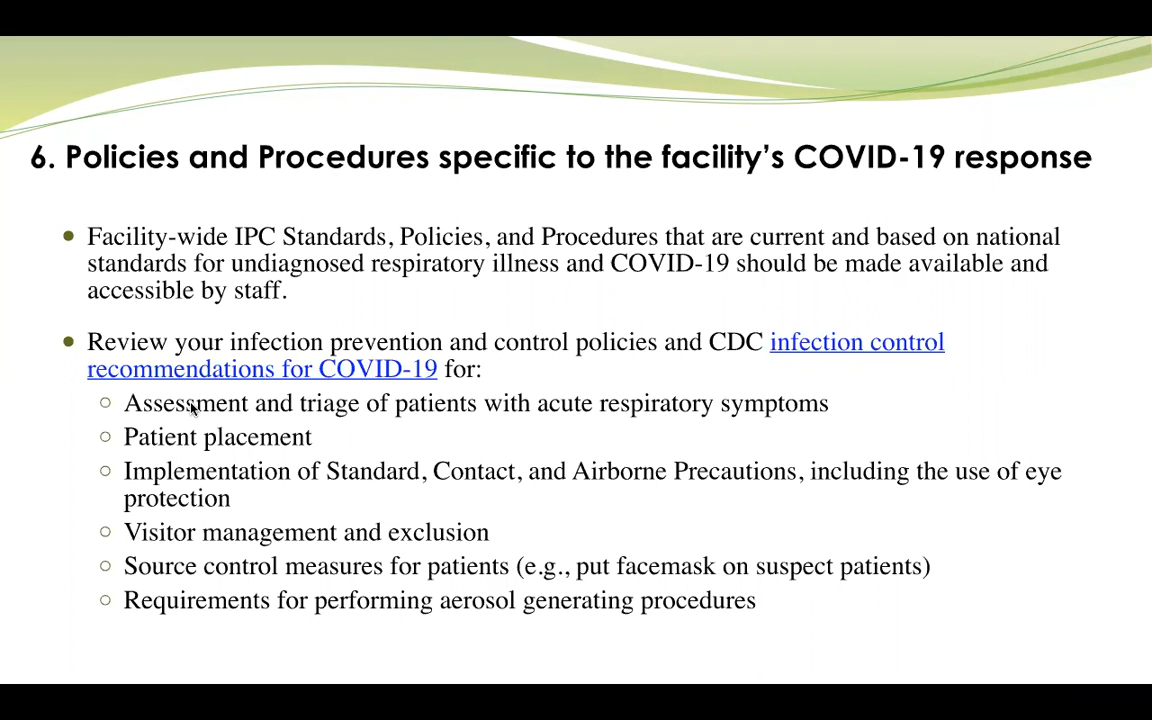 6. Policies and Procedures specific to the facility's COVID-19 response
Facility-wide IPC Standards, Policies, and Procedures that are current and based on national
standards for undiagnosed respiratory illness and COVID-19 should be made available and
accessible by staff.
Review your infection prevention and control policies and CDC infection control
recommendations for COVID-19 for:
Assessment and triage of patients with acute respiratory symptoms
Patient placement
Implementation of Standard, Contact, and Airborne Precautions, including the use of eye
protection
Visitor management and exclusion
Source control measures for patients (e.g., put facemask on suspect patients)
Requirements for performing aerosol generating procedures